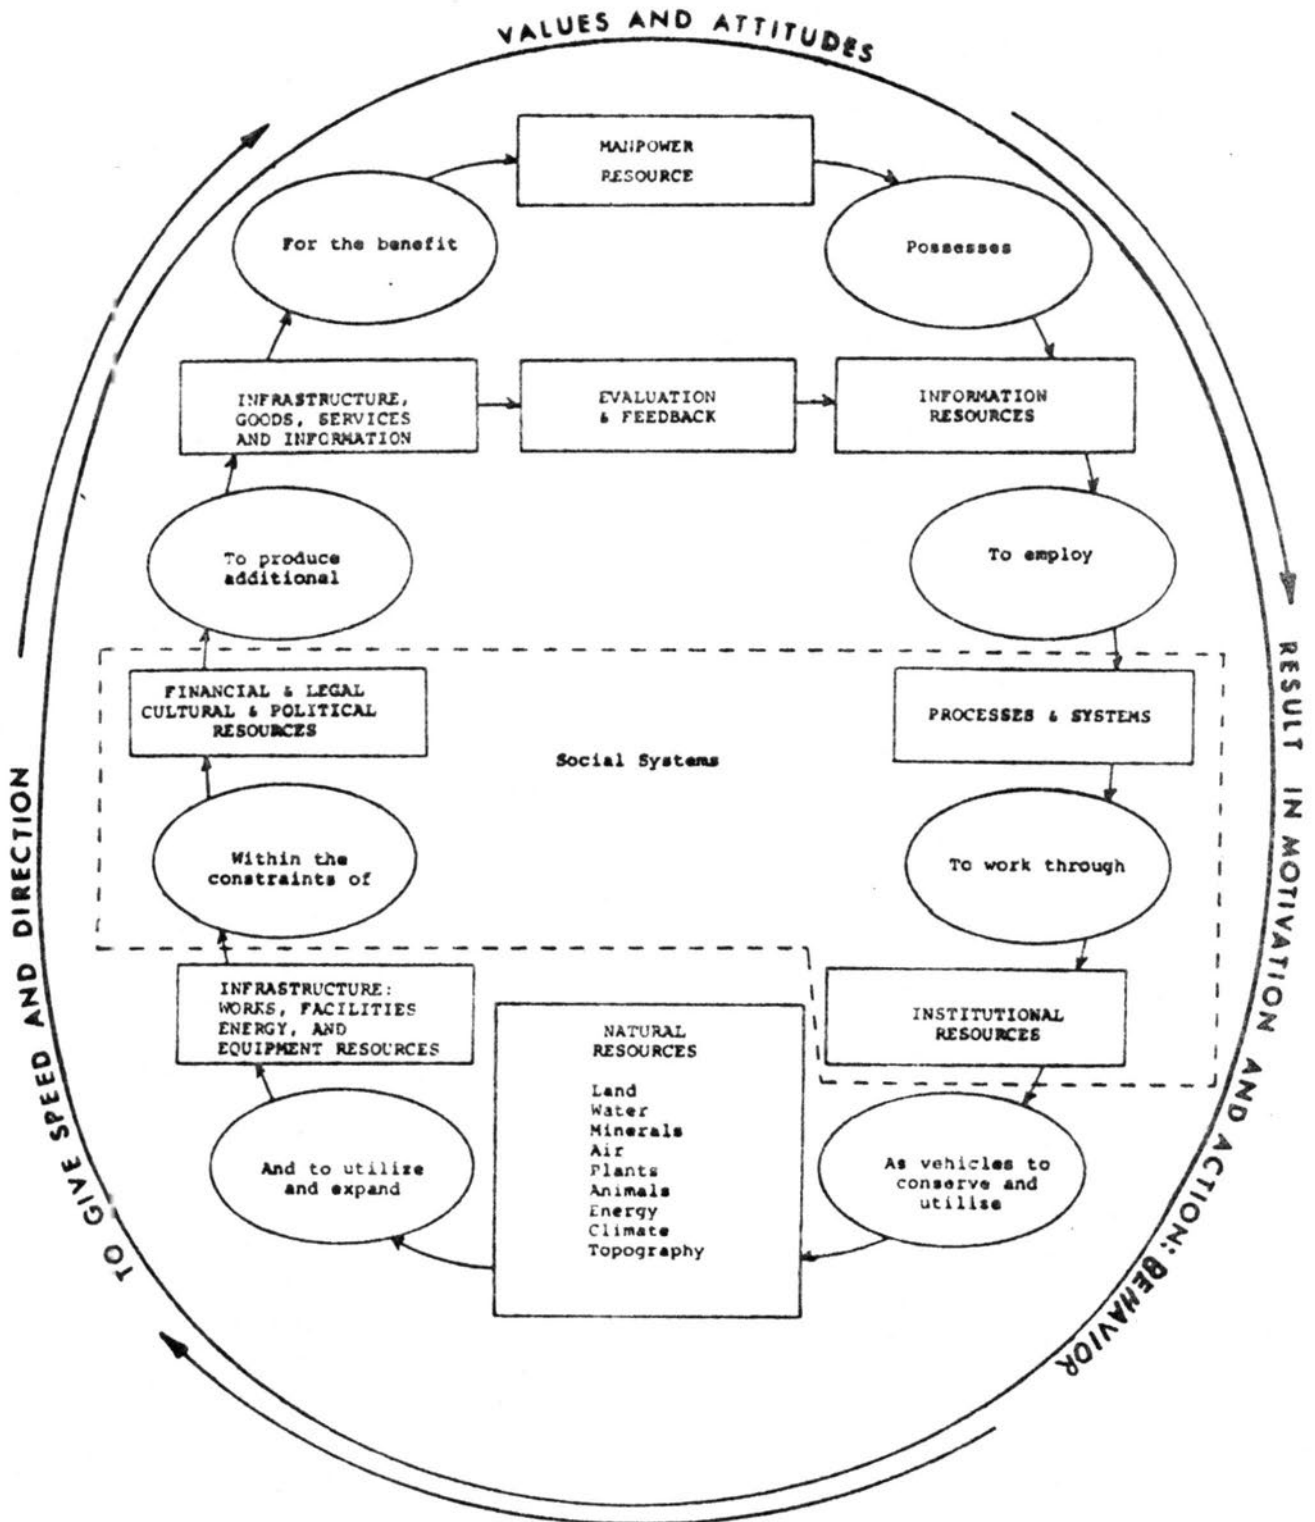 VALUES AND ATTITUDES
MANPOWER
RESOURCE
For the benefit
Possesses
INFRASTRUCTURE,
GOODS, SERVICES
AND INFORMATION
EVALUATION
& FEEDBACK
INFORMATION
RESOURCES
To produce
additional
To employ
FINANCIAL & LEGAL
CULTURAL & POLITICAL
RESOURCES
Social Systems
PROCESSES & SYSTEMS
Within the
constraints of
To work through
INFRASTRUCTURE:
WORKS, FACILITIES
ENERGY, AND
EQUIPMENT RESOURCES
NATURAL
RESOURCES
Land
Water
Minerals
Air
Plants
Animals
Energy
Climate
Topography
INSTITUTIONAL
RESOURCES
And to utilize
and expand
As vehicles to
conserve and
utilise
RESULT IN MOTIVATION AND ACTION: BEHAVIOR
TO GIVE SPEED AND DIRECTION